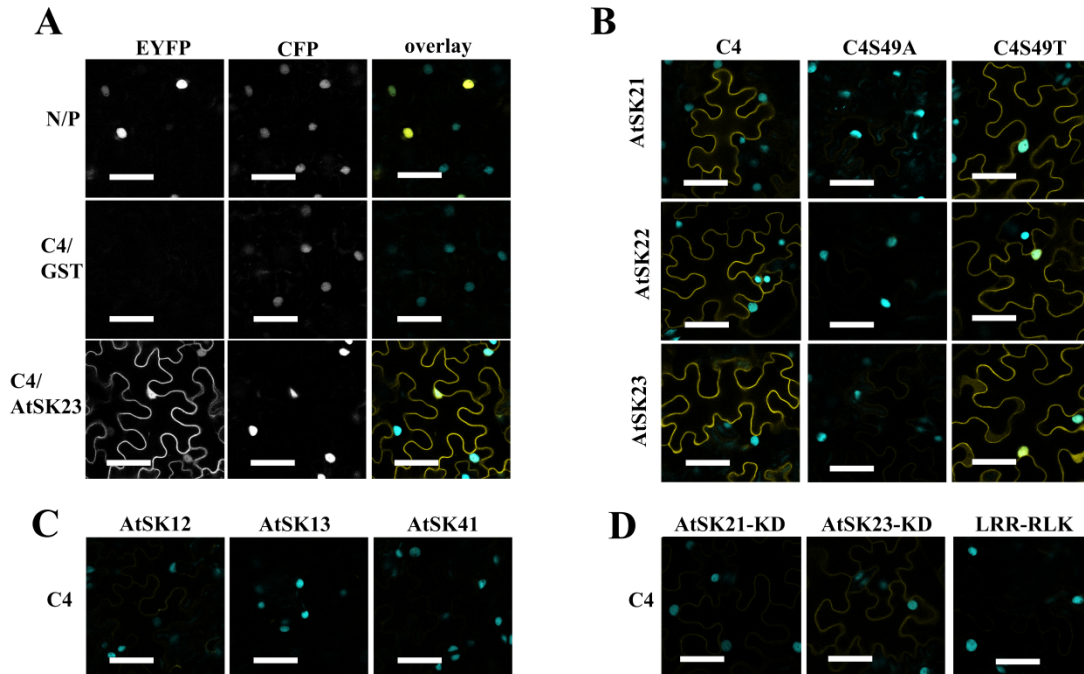 A
EYFP CFP overlay
N/P
C4/
GST
C4/
AtSK23
B
C4 C4S49A C4S49T
AtSK21
AtSK22
AtSK23
C
AtSK12 AtSK13 AtSK41
C4
D
AtSK21-KD AtSK23-KD LRR-RLK
C4